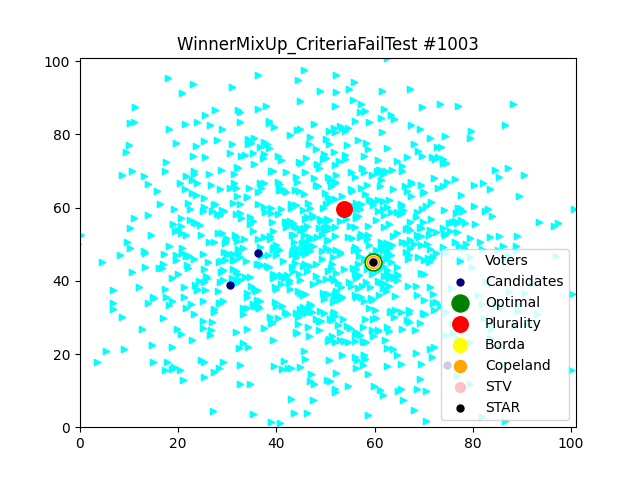 WinnerMixUp_CriteriaFailTest #1003
100
80
60
40
20
0
0 20 40 60 80 100
Voters
Candidates
Optimal
Plurality
Borda
Copeland
STV
STAR